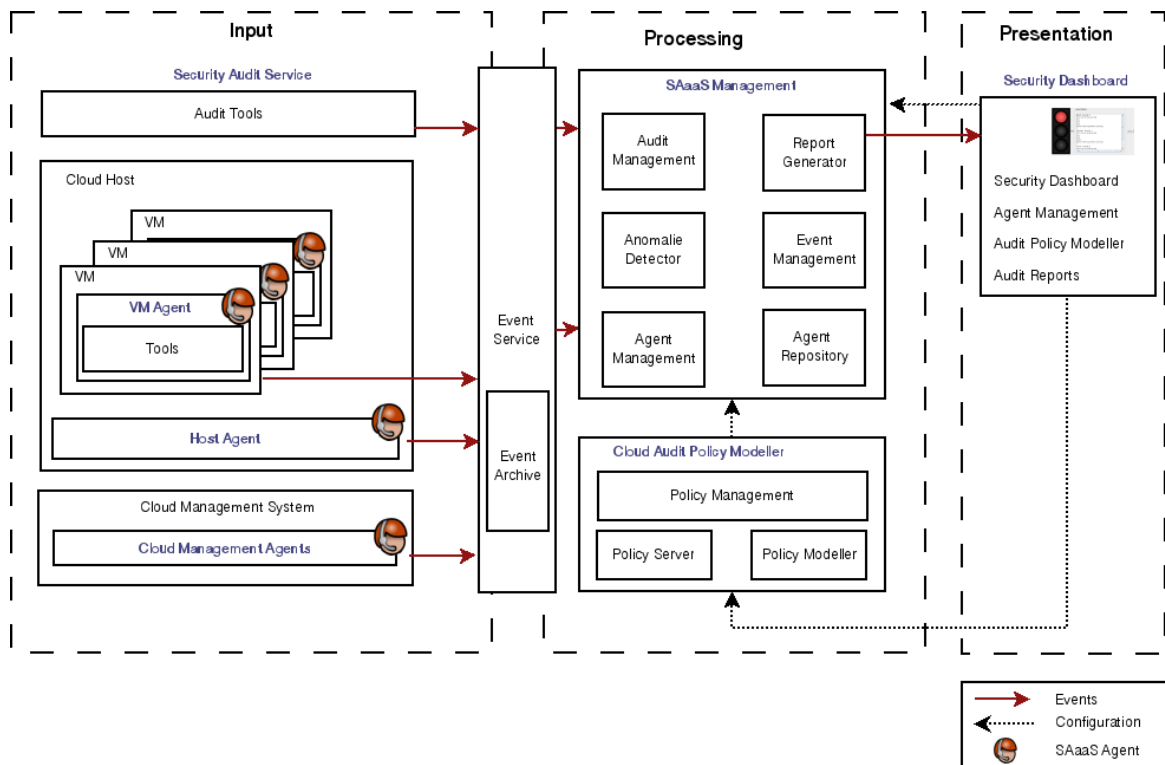 Input
Security Audit Service
Audit Tools
Cloud Host
VM
VM
VM
VM Agent
Tools
Host Agent
Cloud Management System
Cloud Management Agents
Event
Service
Event
Archive
Processing
SAaaS Management
Audit
Management
Report
Generator
Anomalie
Detector
Event
Management
Agent
Management
Agent
Repository
Cloud Audit Policy Modeller
Policy Management
Policy Server
Policy Modeller
Presentation
Security Dashboard
Security Dashboard
Agent Management
Audit Policy Modeller
Audit Reports
Events
Configuration
SAaaS Agent